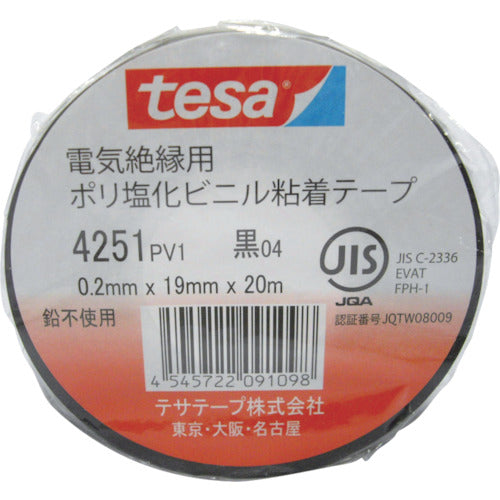 tesa®
電気絶縁用
ポリ塩化ビニル粘着テープ
4251 PV1 黒04
0.2mm x 19mm x 20m
鉛不使用
JIS
JQA
JIS C-2336
EVAT
FPH-1
認証番号JQTW08009
4 545722 091098
テサテープ株式会社
東京・大阪・名古屋